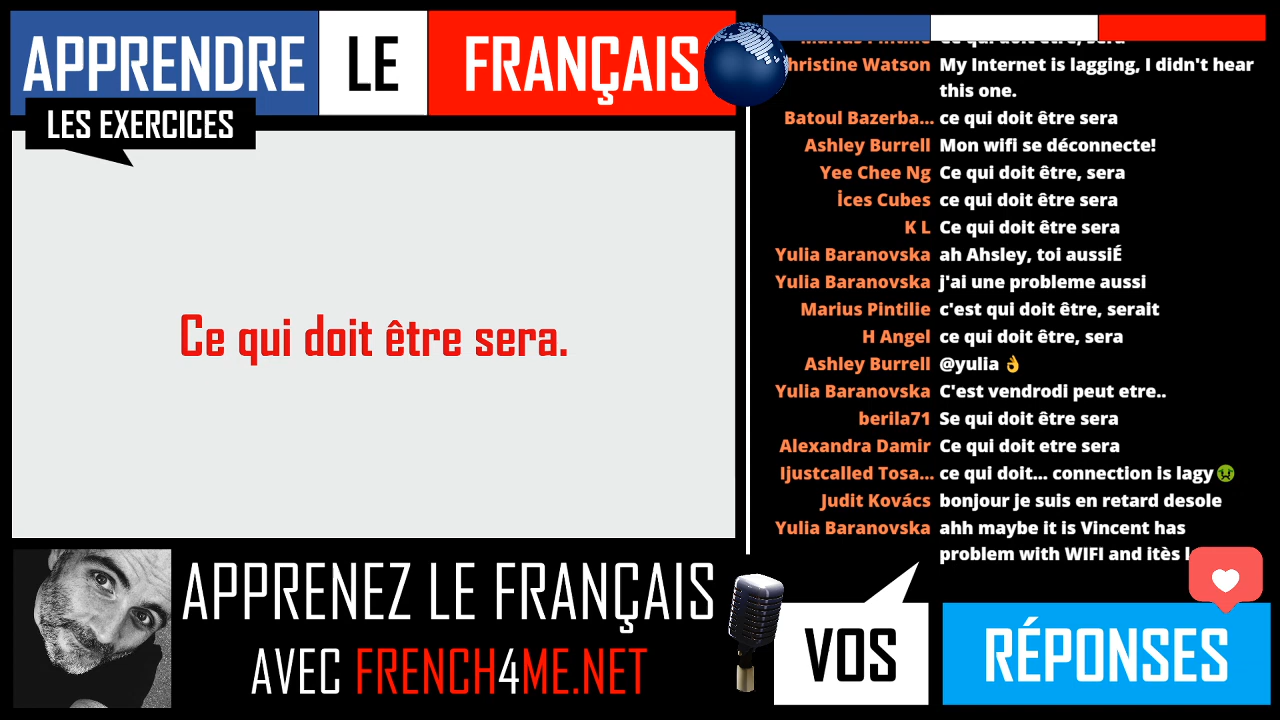 APPRENDRE LE FRANÇAIS
LES EXERCICES
Ce qui doit être sera.
APPRENEZ LE FRANÇAIS
AVEC FRENCH4ME.NET
Christine Watson My Internet is lagging, I didn't hear
this one.
Batoul Bazerba... ce qui doit être sera
Ashley Burrell Mon wifi se déconnecte!
Yee Chee Ng Ce qui doit être, sera
İces Cubes ce qui doit être sera
K L Ce qui doit être sera
Yulia Baranovska ah Ahsley, toi aussiÉ
Yulia Baranovska j'ai une probleme aussi
Marius Pintilie c'est qui doit être, serait
H Angel ce qui doit être, sera
Ashley Burrell @yulia 👌
Yulia Baranovska C'est vendrodi peut etre..
berila71 Se qui doit être sera
Alexandra Damir Ce qui doit etre sera
Ijustcalled Tosa... ce qui doit... connection is lagy🤢
Judit Kovács bonjour je suis en retard desole
Yulia Baranovska ahh maybe it is Vincent has
problem with WIFI and itès
VOS RÉPONSES